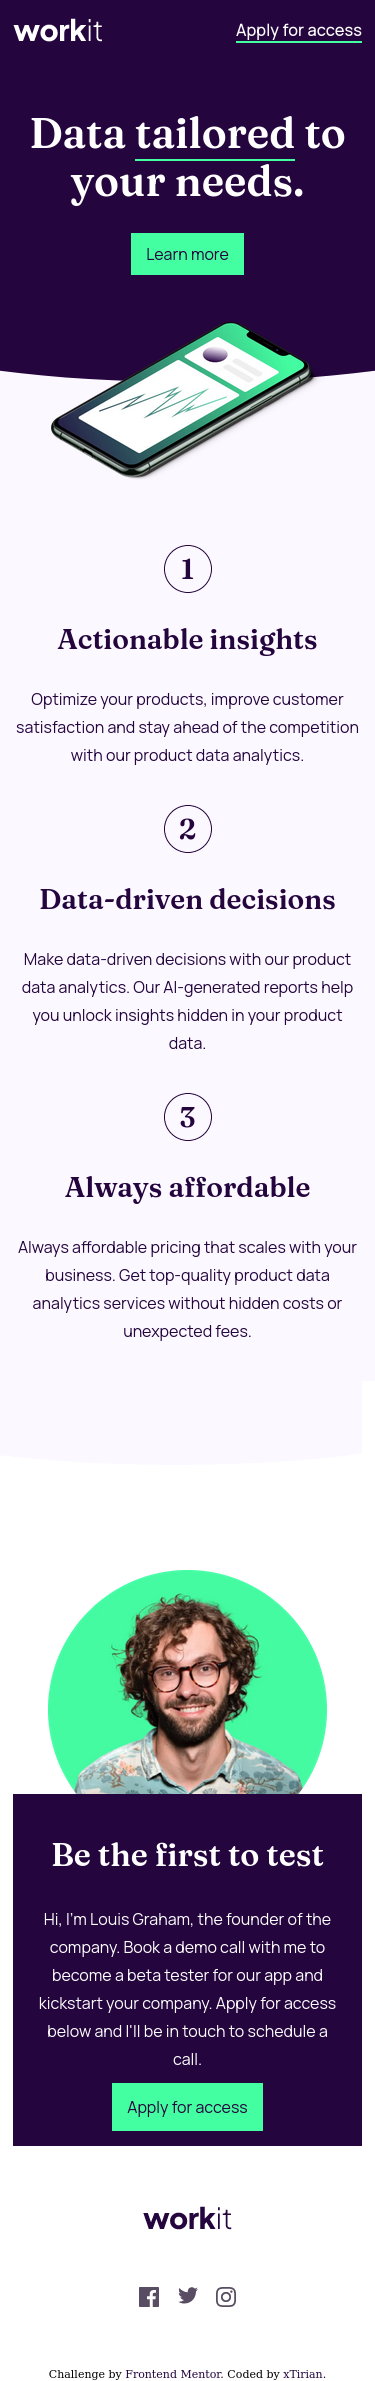 workit
Apply for access
Data tailored to
your needs.
Learn more
1
Actionable insights
Optimize your products, improve customer
satisfaction and stay ahead of the competition
with our product data analytics.
2
Data-driven decisions
Make data-driven decisions with our product
data analytics. Our AI-generated reports help
you unlock insights hidden in your product
data.
3
Always affordable
Always affordable pricing that scales with your
business. Get top-quality product data
analytics services without hidden costs or
unexpected fees.
Be the first to test
Hi, I'm Louis Graham, the founder of the
company. Book a demo call with me to
become a beta tester for our app and
kickstart your company. Apply for access
below and I'll be in touch to schedule a
call.
Apply for access
workit
Challenge by Frontend Mentor. Coded by xTirian.